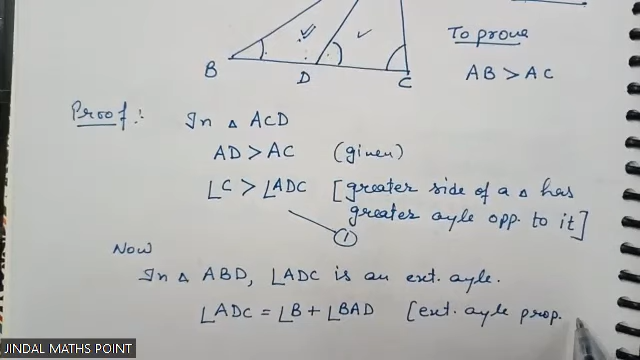 To prove
B
D
C
AB > AC
Proof :
In △ ACD
AD > AC (given)
∠C > ∠ADC [greater side of a △ has
greater angle opp. to it]
1
Now
In △ ABD, ∠ADC is an ext. angle.
∠ADC = ∠B + ∠BAD [ext. angle prop.
JINDAL MATHS POINT